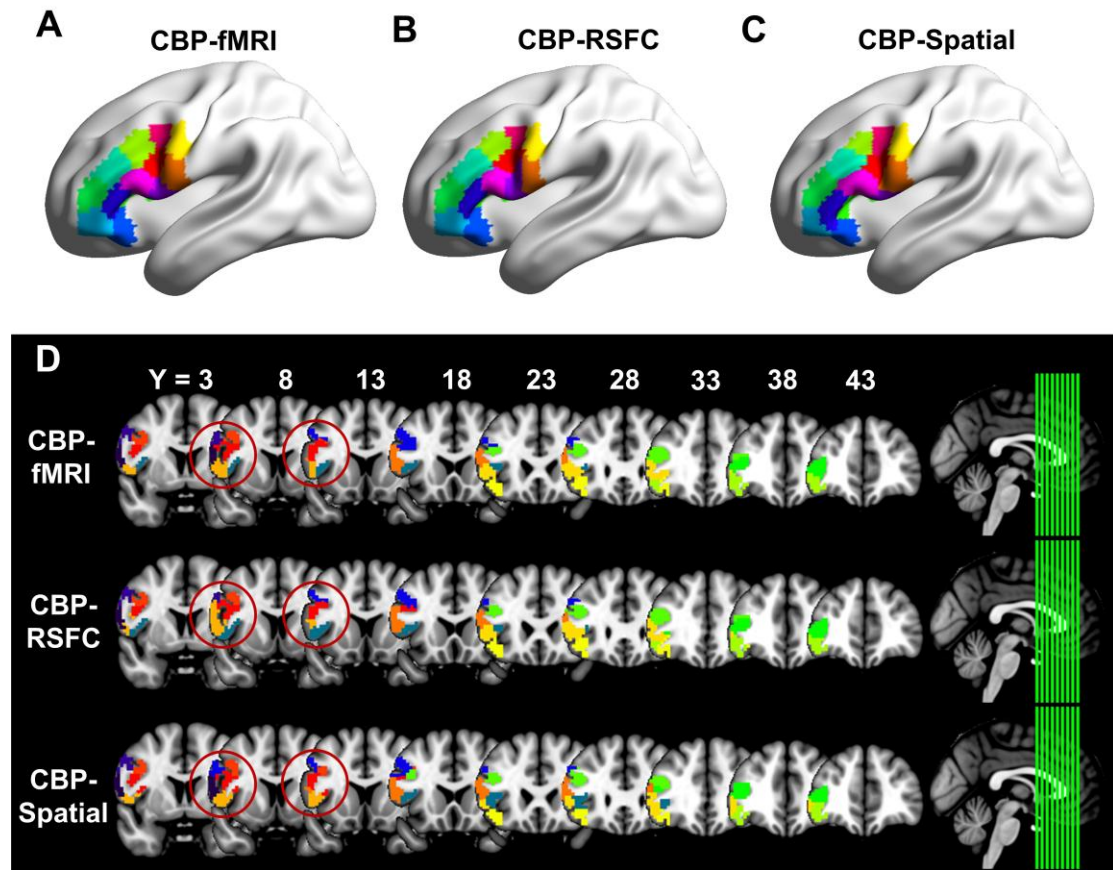 A
CBP-fMRI
B
CBP-RSFC
C
CBP-Spatial
D
Y = 3 8 13 18 23 28 33 38 43
CBP-
fMRI
CBP-
RSFC
CBP-
Spatial